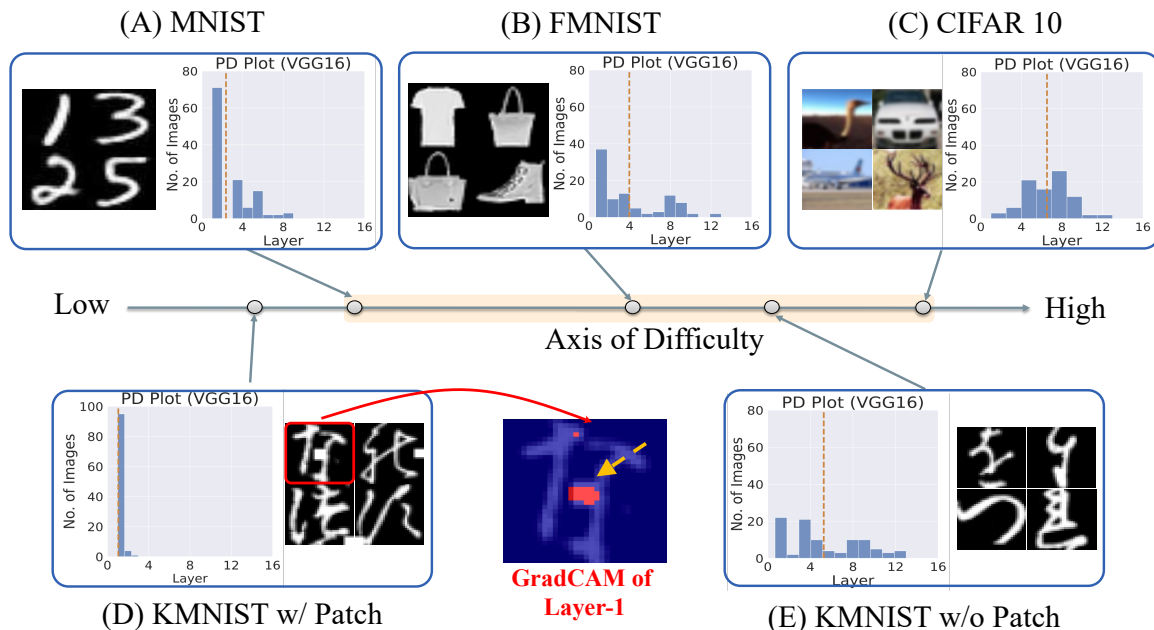 (A) MNIST
(B) FMNIST
(C) CIFAR 10
PD Plot (VGG16)
No. of Images
80
60
40
20
0
0 4 8 12 16
Layer
1 3
2 5
PD Plot (VGG16)
No. of Images
80
60
40
20
0
0 4 8 12 16
Layer
PD Plot (VGG16)
No. of Images
80
60
40
20
0
0 4 8 12 16
Layer
Low
High
Axis of Difficulty
PD Plot (VGG16)
No. of Images
100
80
60
40
20
0
0 4 8 12 16
Layer
GradCAM of
Layer-1
PD Plot (VGG16)
No. of Images
80
60
40
20
0
0 4 8 12 16
Layer
(D) KMNIST w/ Patch
(E) KMNIST w/o Patch